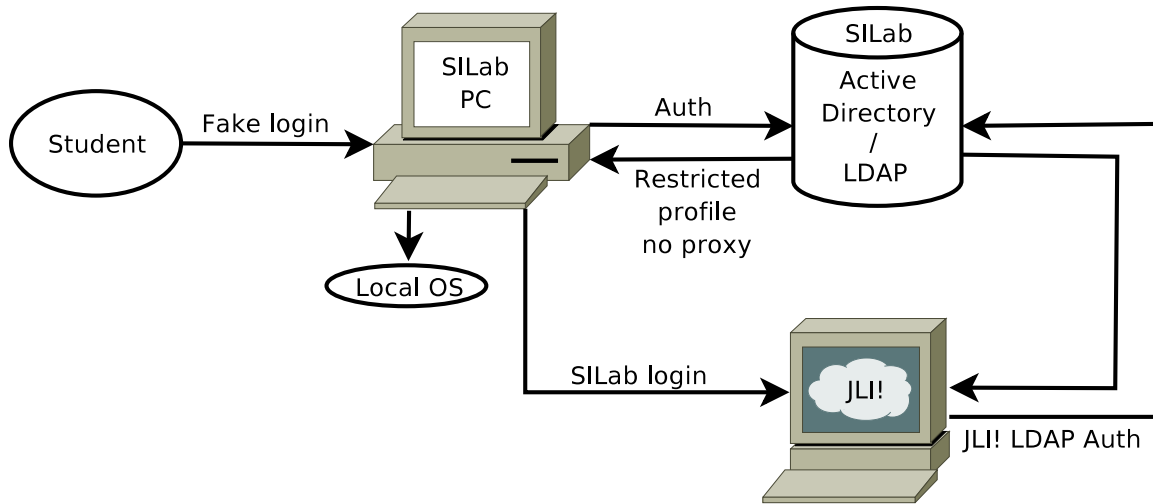 Student
Fake login
SILab
PC
Auth
SILab
Active
Directory
/
LDAP
Restricted
profile
no proxy
Local OS
SILab login
JLI!
JLI! LDAP Auth